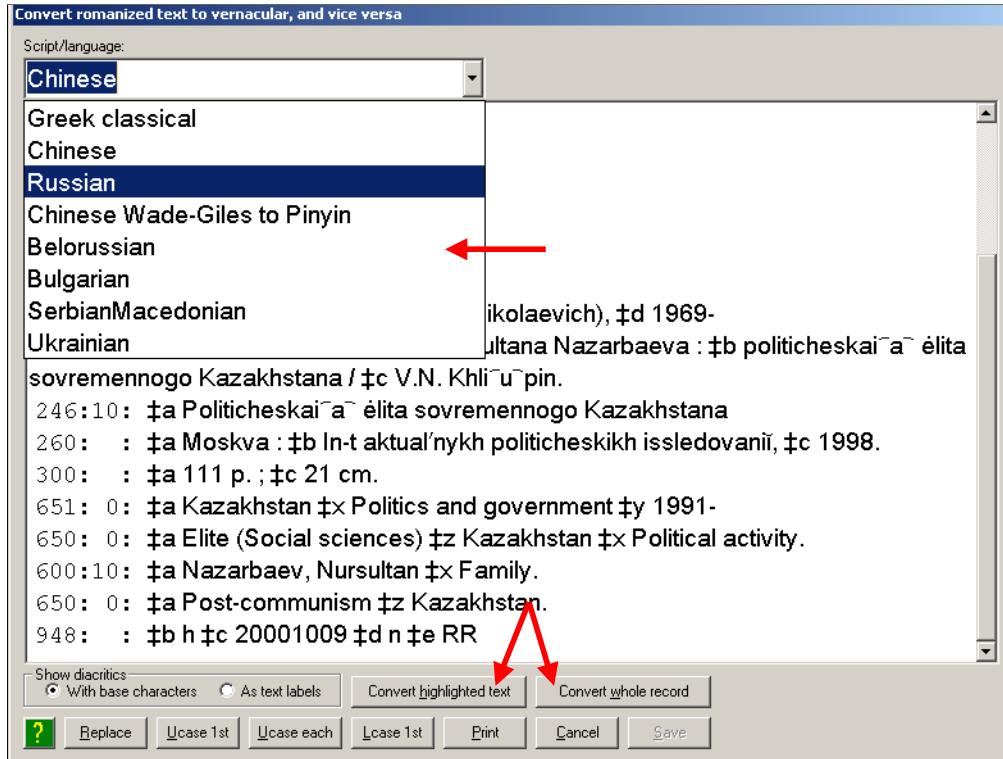 Convert romanized text to vernacular, and vice versa
Script/language:
Chinese
Greek classical
Chinese
Russian
Chinese Wade-Giles to Pinyin
Belorussian
Bulgarian
SerbianMacedonian
Ukrainian
ikolaevich), ‡d 1969-
ultana Nazarbaeva : ‡b politicheskai͡a͡ ėlita
sovremennogo Kazakhstana / ‡c V.N. Khli͡u͡pin.
246:10: ‡a Politicheskai͡a͡ ėlita sovremennogo Kazakhstana
260: : ‡a Moskva : ‡b In-t aktualʹnykh politicheskikh issledovaniĭ, ‡c 1998.
300: : ‡a 111 p. ; ‡c 21 cm.
651: 0: ‡a Kazakhstan ‡x Politics and government ‡y 1991-
650: 0: ‡a Elite (Social sciences) ‡z Kazakhstan ‡x Political activity.
600:10: ‡a Nazarbaev, Nursultan ‡x Family.
650: 0: ‡a Post-communism ‡z Kazakhstan.
948: : ‡b h ‡c 20001009 ‡d n ‡e RR
Show diacritics
With base characters As text labels Convert highlighted text Convert whole record
? Replace Ucase 1st Ucase each Lcase 1st Print Cancel Save